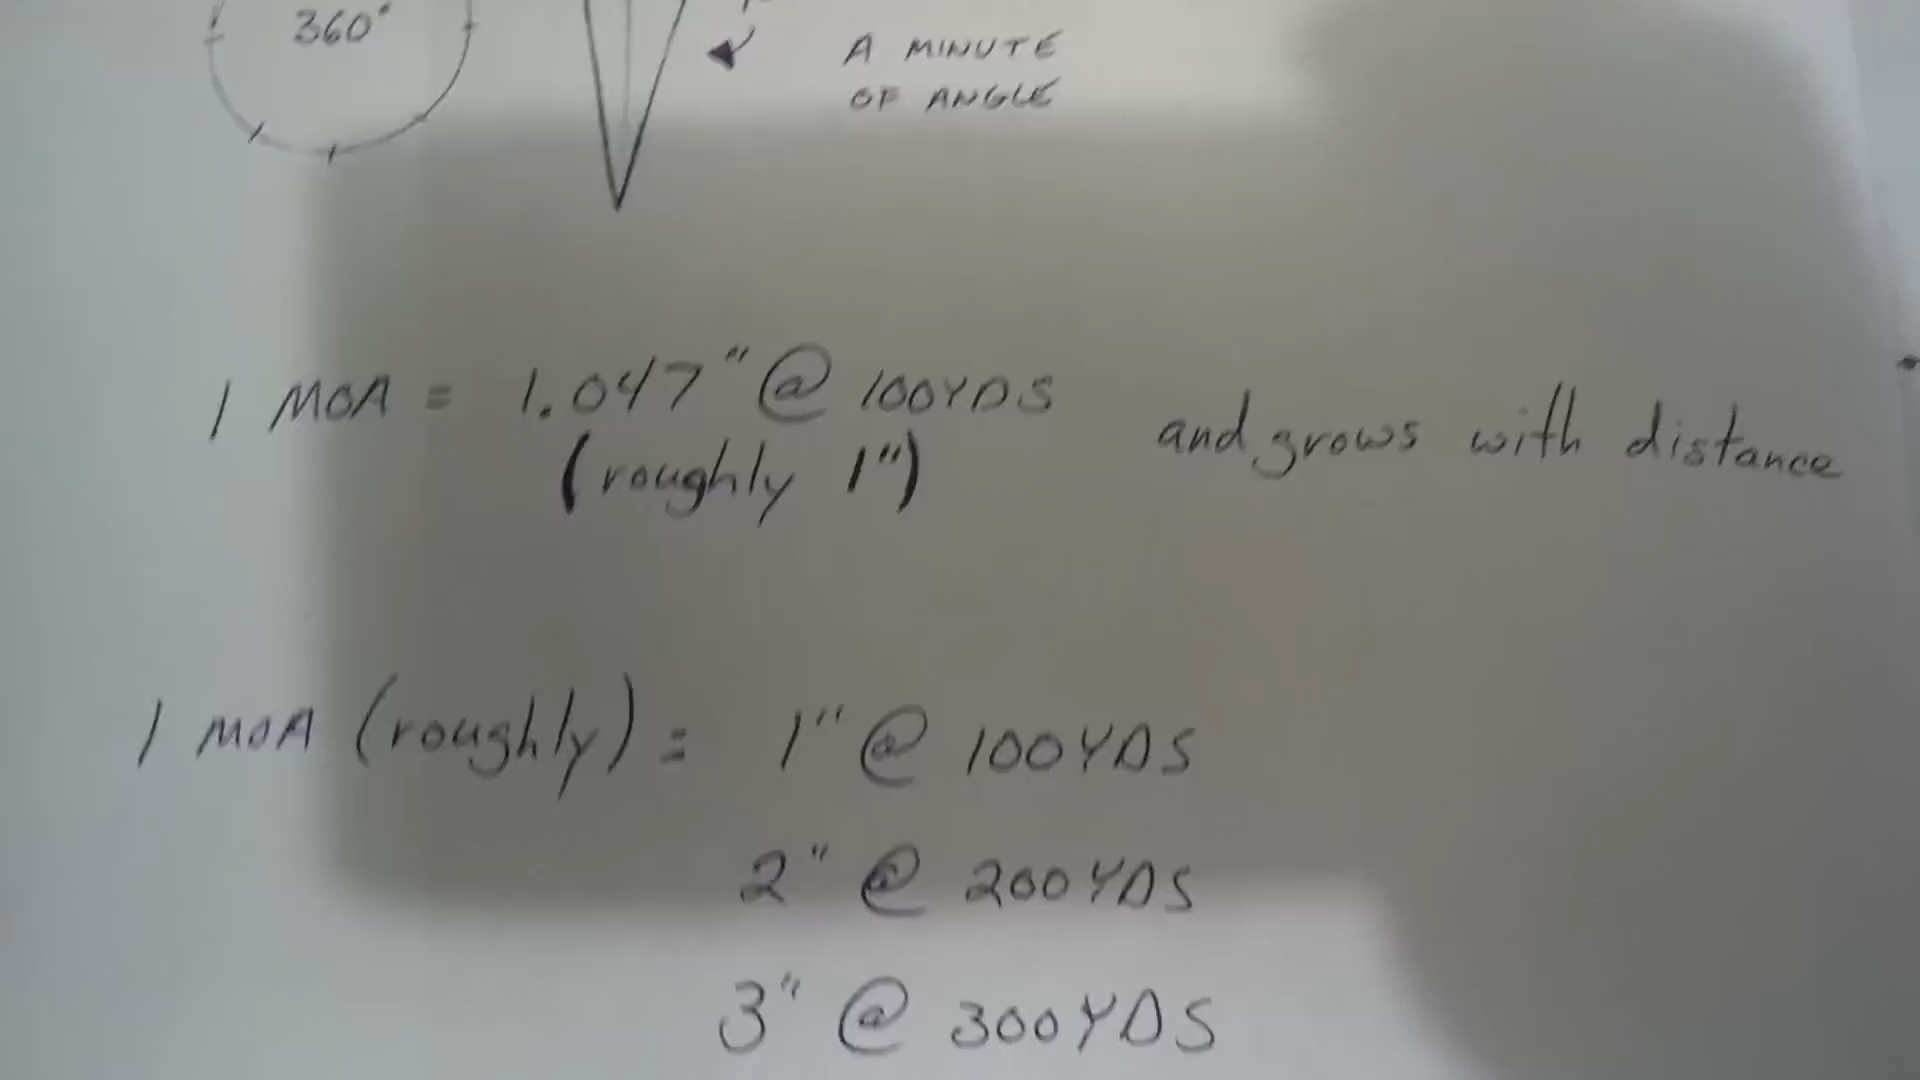 360°
A MINUTE
OF ANGLE
1 MOA = 1.047" @ 100YDS and grows with distance
(roughly 1")
1 MOA (roughly) = 1" @ 100YDS
2" @ 200YDS
3" @ 300YDS